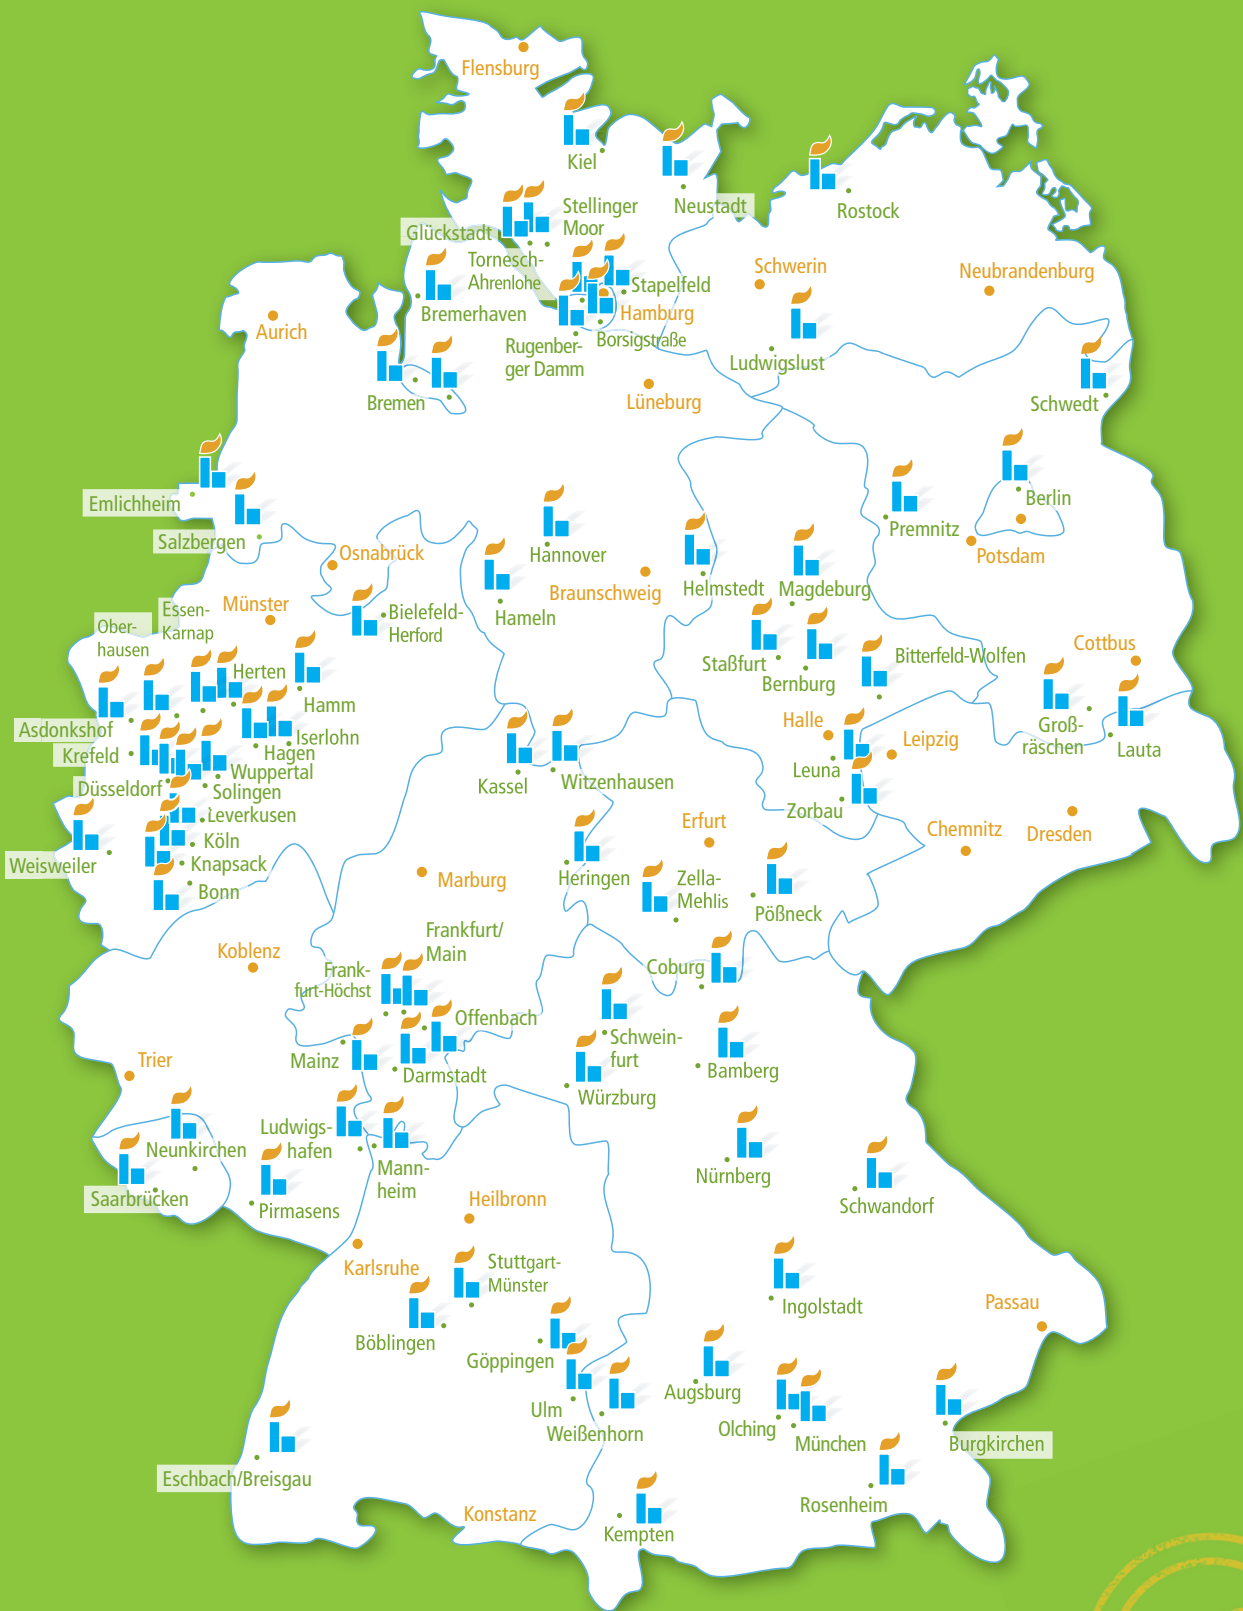 Flensburg
Kiel
Neustadt
Rostock
Stellinger
Moor
Glückstadt
Tornesch-
Ahrenlohe
Schwerin
Neubrandenburg
Stapelfeld
Bremerhaven
Hamburg
Aurich
Borsigstraße
Rugenber-
ger Damm
Ludwigslust
Bremen
Lüneburg
Schwedt
Emlichheim
Berlin
Premnitz
Salzbergen
Osnabrück
Hannover
Potsdam
Braunschweig
Helmstedt
Magdeburg
Münster
Essen-
Karnap
Bielefeld-
Herford
Hameln
Ober-
hausen
Cottbus
Staßfurt
Bitterfeld-Wolfen
Bernburg
Herten
Hamm
Halle
Groß-
räschen
Asdonkshof
Iserlohn
Leipzig
Lauta
Krefeld
Hagen
Wuppertal
Leuna
Kassel
Witzenhausen
Düsseldorf
Solingen
Leverkusen
Zorbau
Erfurt
Chemnitz
Dresden
Köln
Weisweiler
Knapsack
Heringen
Zella-
Mehlis
Marburg
Bonn
Pößneck
Frankfurt/
Main
Koblenz
Frank-
furt-Höchst
Coburg
Offenbach
Schwein-
furt
Trier
Mainz
Darmstadt
Bamberg
Würzburg
Ludwigs-
hafen
Neunkirchen
Mann-
heim
Nürnberg
Saarbrücken
Pirmasens
Heilbronn
Schwandorf
Karlsruhe
Stuttgart-
Münster
Ingolstadt
Passau
Böblingen
Göppingen
Augsburg
Ulm
Weißenhorn
Olching
München
Burgkirchen
Eschbach/Breisgau
Rosenheim
Konstanz
Kempten